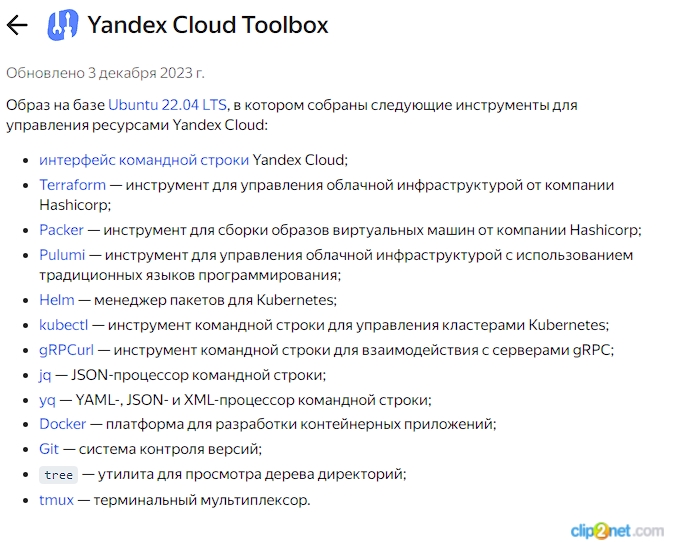 Yandex Cloud Toolbox
Обновлено 3 декабря 2023 г.
Образ на базе Ubuntu 22.04 LTS, в котором собраны следующие инструменты для
управления ресурсами Yandex Cloud:
• интерфейс командной строки Yandex Cloud;
• Terraform — инструмент для управления облачной инфраструктурой от компании
Hashicorp;
• Packer — инструмент для сборки образов виртуальных машин от компании Hashicorp;
• Pulumi — инструмент для управления облачной инфраструктурой с использованием
традиционных языков программирования;
• Helm — менеджер пакетов для Kubernetes;
• kubectl — инструмент командной строки для управления кластерами Kubernetes;
• gRPCurl — инструмент командной строки для взаимодействия с серверами gRPC;
• jq — JSON-процессор командной строки;
• yq — YAML-, JSON- и XML-процессор командной строки;
• Docker — платформа для разработки контейнерных приложений;
• Git — система контроля версий;
• tree — утилита для просмотра дерева директорий;
• tmux — терминальный мультиплексор.
clip2net.com